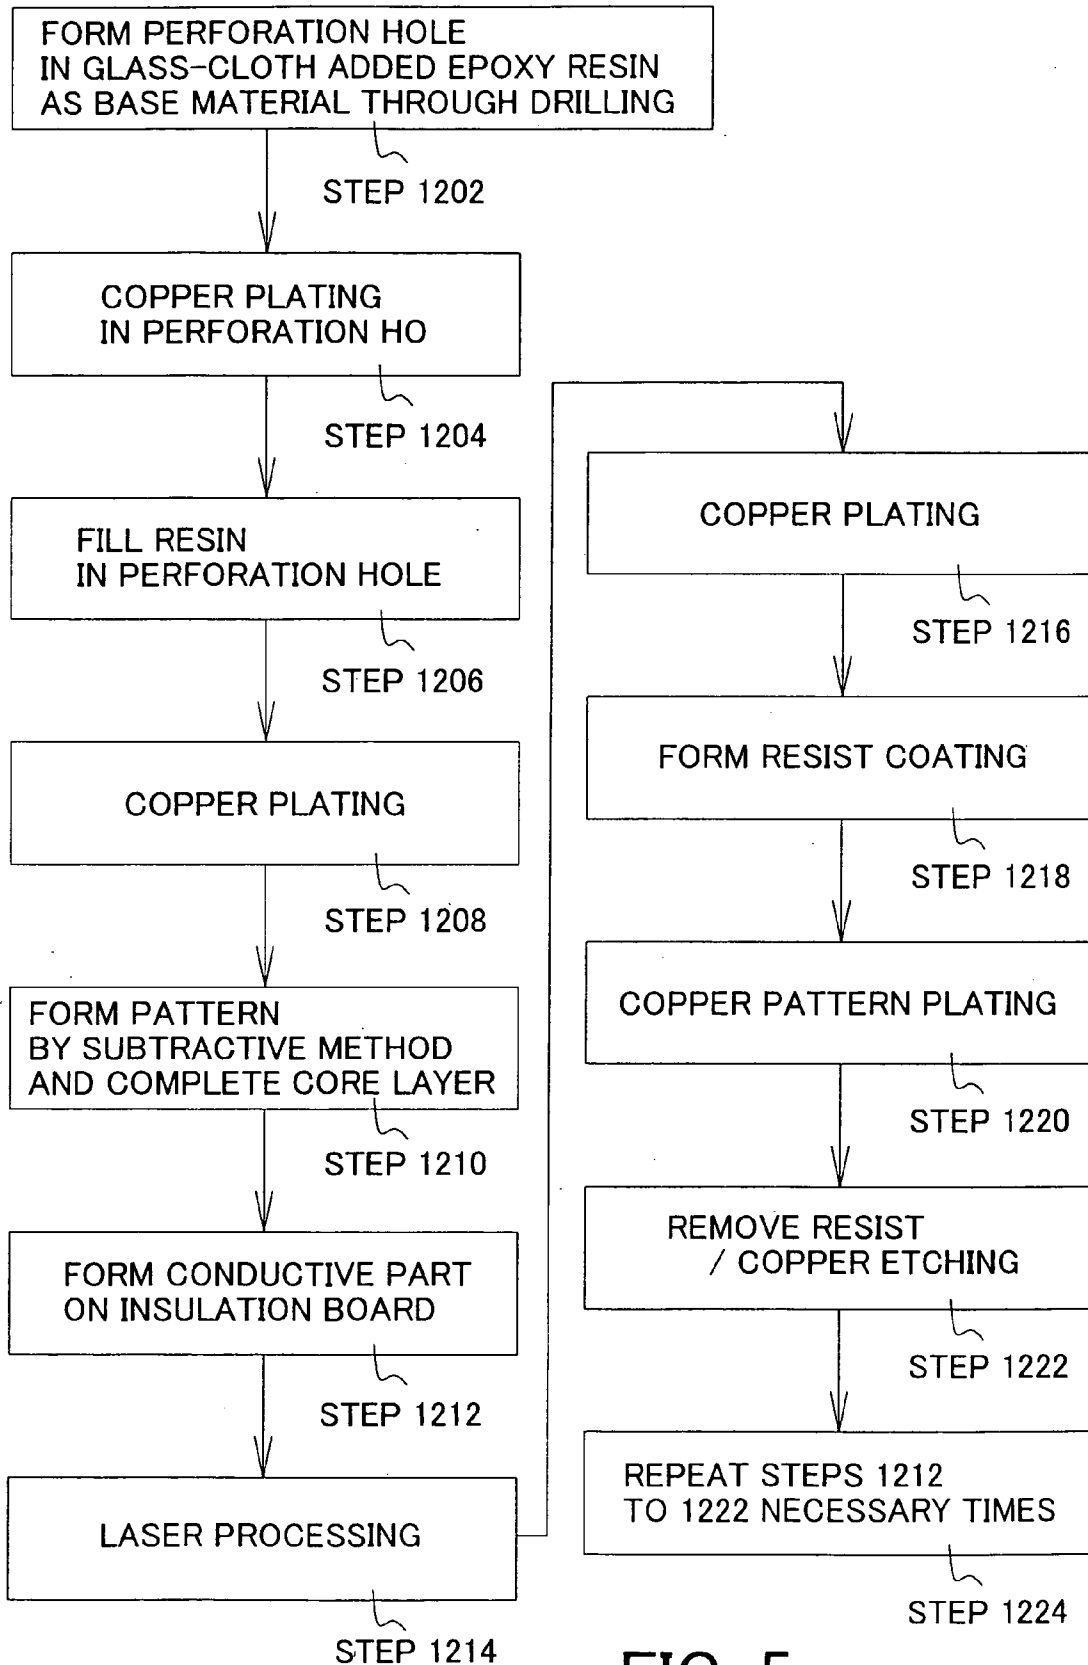 FORM PERFORATION HOLE
IN GLASS-CLOTH ADDED EPOXY RESIN
AS BASE MATERIAL THROUGH DRILLING
STEP 1202
COPPER PLATING
IN PERFORATION HO
STEP 1204
FILL RESIN
IN PERFORATION HOLE
STEP 1206
COPPER PLATING
STEP 1208
FORM PATTERN
BY SUBTRACTIVE METHOD
AND COMPLETE CORE LAYER
STEP 1210
FORM CONDUCTIVE PART
ON INSULATION BOARD
STEP 1212
LASER PROCESSING
STEP 1214
COPPER PLATING
STEP 1216
FORM RESIST COATING
STEP 1218
COPPER PATTERN PLATING
STEP 1220
REMOVE RESIST
/ COPPER ETCHING
STEP 1222
REPEAT STEPS 1212
TO 1222 NECESSARY TIMES
STEP 1224
FIG. 5